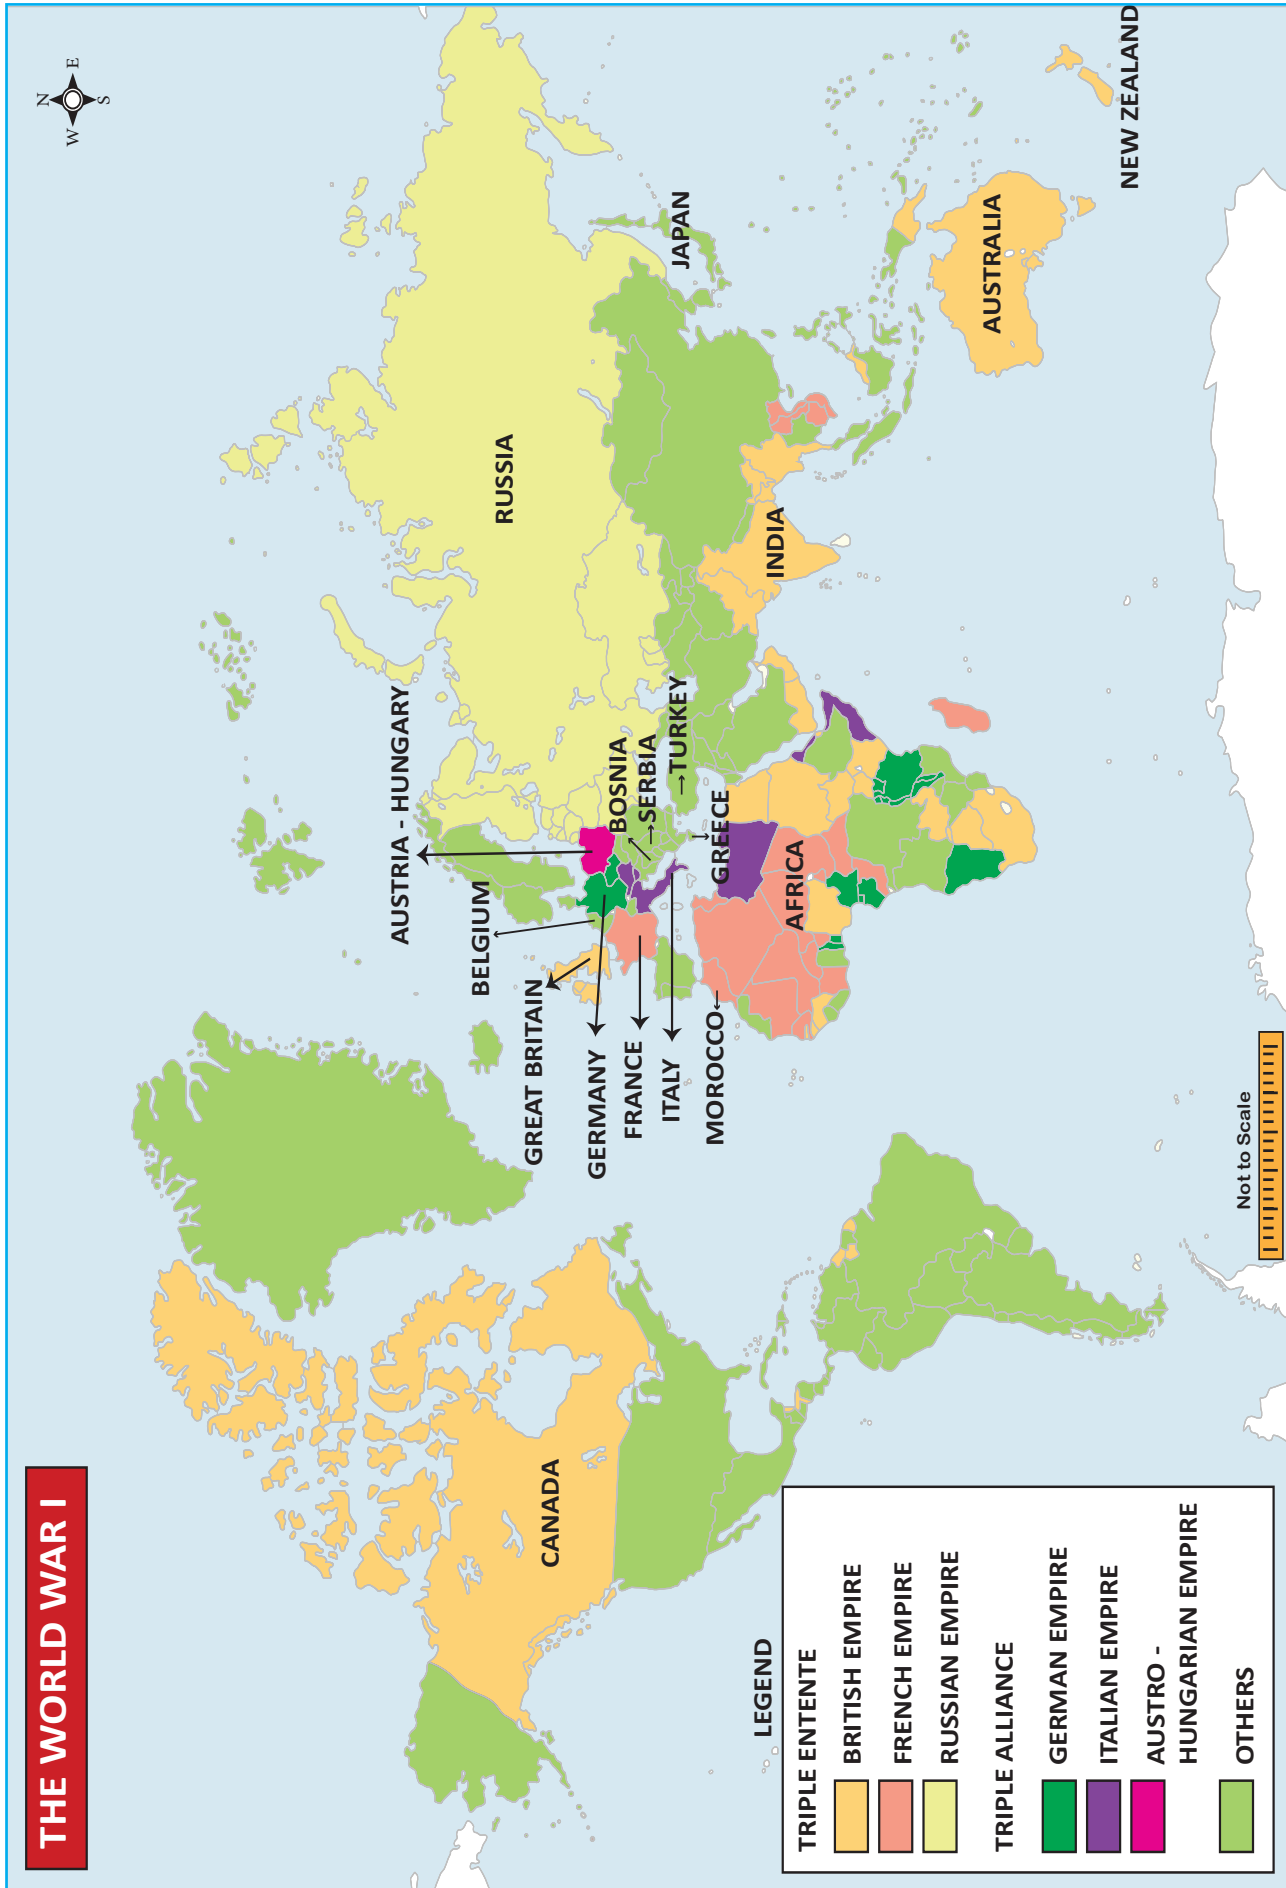 THE WORLD WAR I
N
W
E
S
AUSTRIA - HUNGARY
BELGIUM
GREAT BRITAIN
GERMANY
FRANCE
ITALY
MOROCCO
BOSNIA
SERBIA
TURKEY
GREECE
RUSSIA
JAPAN
INDIA
AFRICA
CANADA
AUSTRALIA
NEW ZEALAND
LEGEND
TRIPLE ENTENTE
BRITISH EMPIRE
FRENCH EMPIRE
RUSSIAN EMPIRE
TRIPLE ALLIANCE
GERMAN EMPIRE
ITALIAN EMPIRE
AUSTRO -
HUNGARIAN EMPIRE
OTHERS
Not to Scale